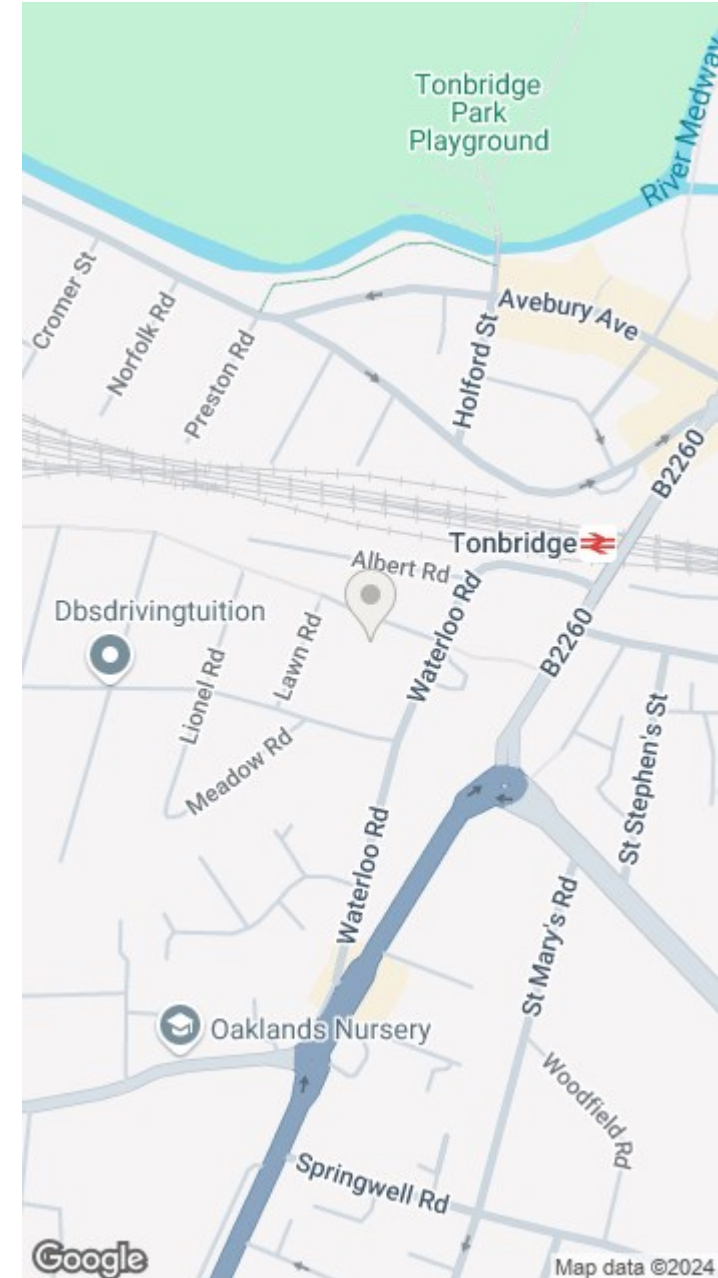 Tonbridge
Park
Playground
River Medway
Cromer St
Norfolk Rd
Preston Rd
Avebury Ave
Holford St
B2260
Tonbridge
Albert Rd
Dbsdrivingtuition
Lionel Rd
Lawn Rd
Waterloo Rd
B2260
Meadow Rd
St Stephen's St
Waterloo Rd
St Mary's Rd
Oaklands Nursery
Woodfield Rd
Springwell Rd
Google
Map data ©2024